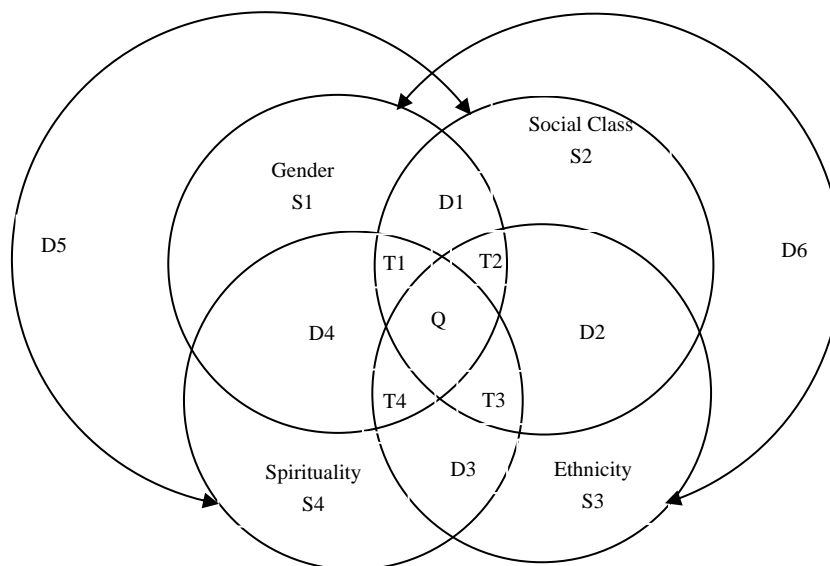 Social Class
S2
Gender
S1
D1
D5
T1
T2
D6
Q
D4
D2
T4
T3
Spirituality
S4
D3
Ethnicity
S3